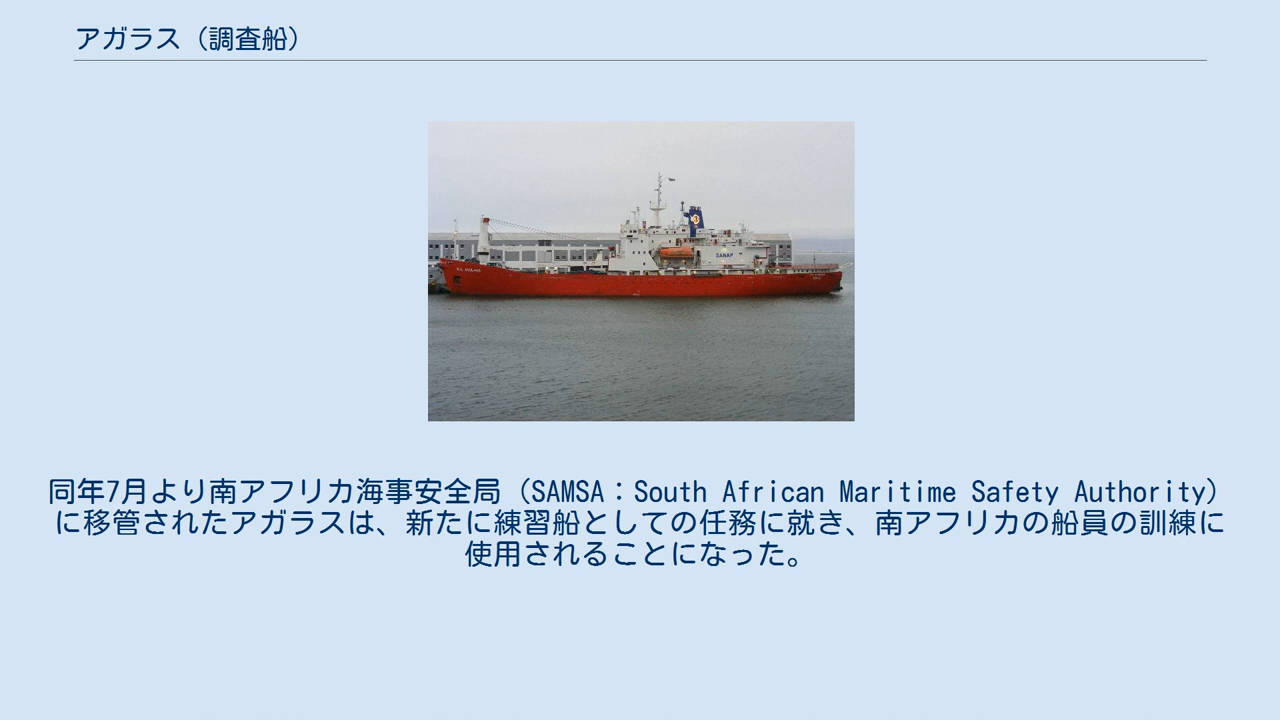 アガラス（調査船）
SANAP
同年7月より南アフリカ海事安全局（SAMSA：South African Maritime Safety Authority）
に移管されたアガラスは、新たに練習船としての任務に就き、南アフリカの船員の訓練に
使用されることになった。